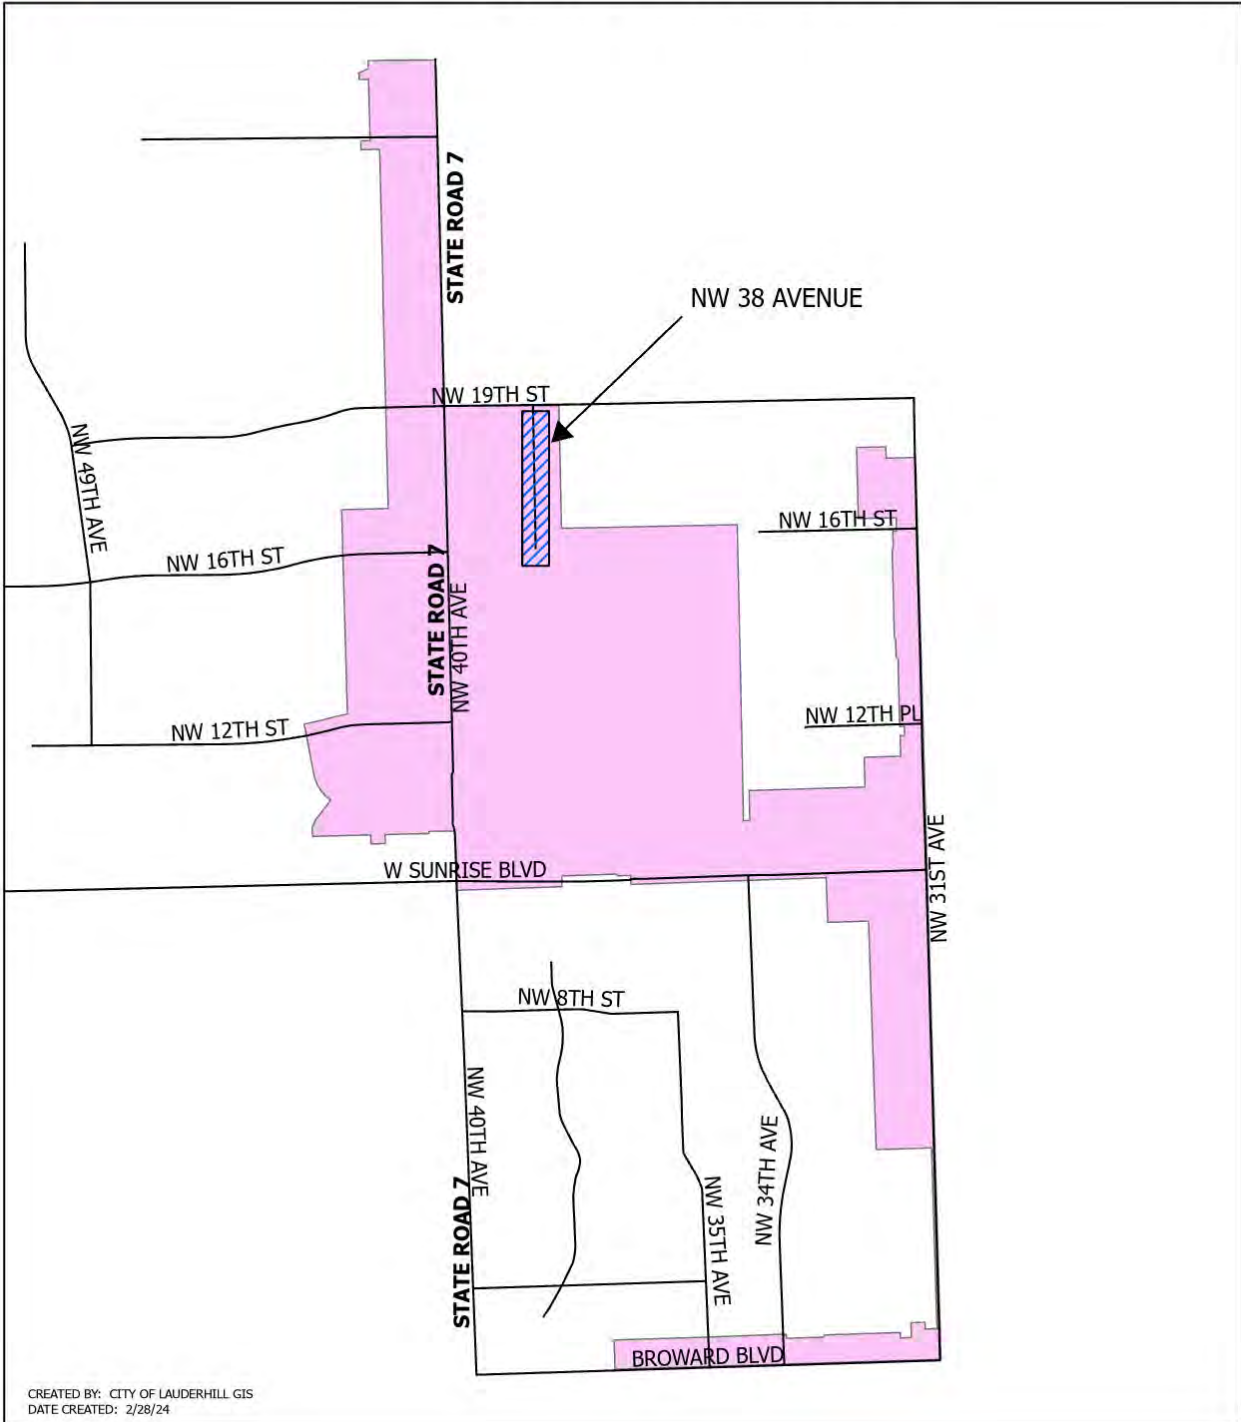 STATE ROAD 7
NW 38 AVENUE
NW 19TH ST
NW 49TH AVE
NW 16TH ST
NW 16TH ST
STATE ROAD 7
NW 40TH AVE
NW 12TH PL
NW 12TH ST
NW 31ST AVE
W SUNRISE BLVD
NW 8TH ST
NW 40TH AVE
NW 34TH AVE
STATE ROAD 7
NW 35TH AVE
BROWARD BLVD
CREATED BY: CITY OF LAUDERHILL GIS
DATE CREATED: 2/28/24